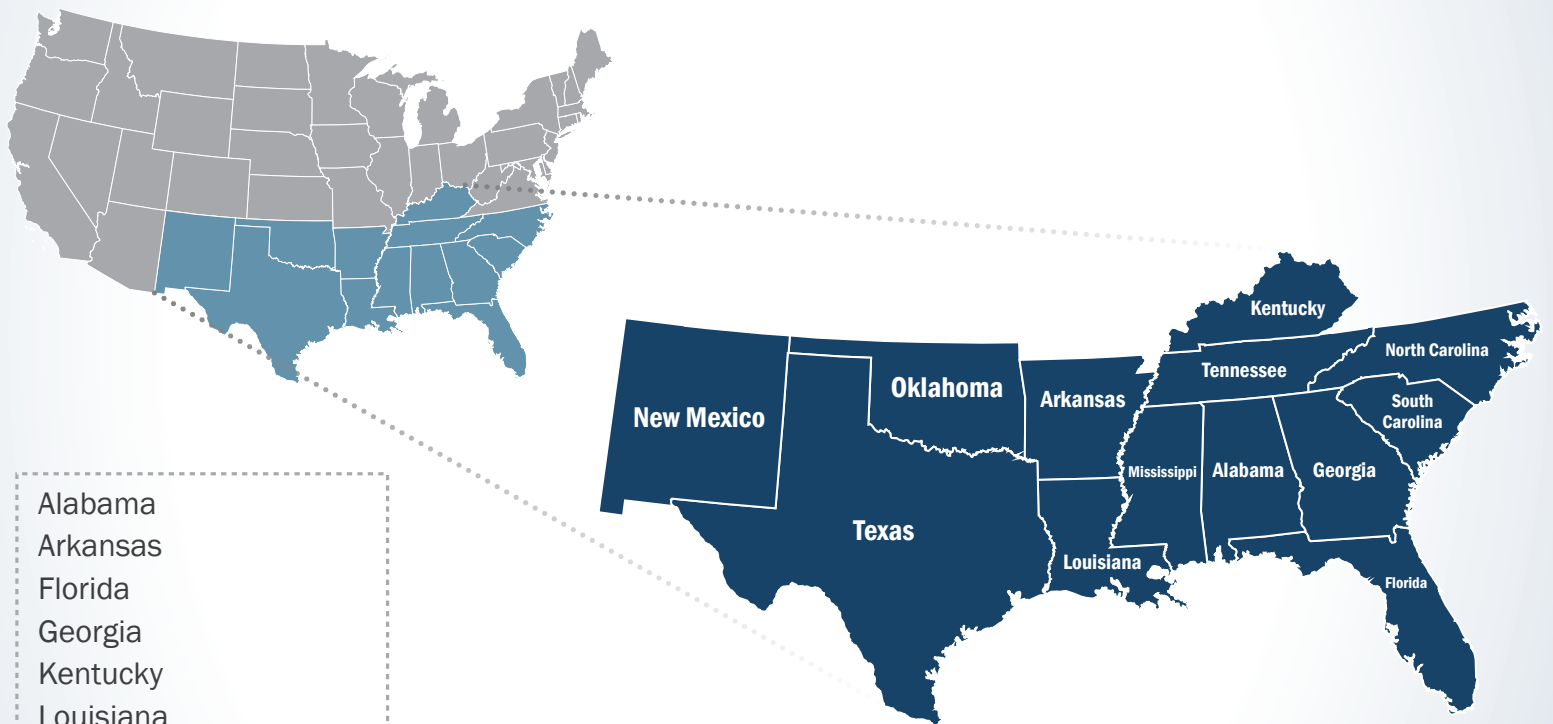 Kentucky
North Carolina
Tennessee
Oklahoma
Arkansas
New Mexico
South
Carolina
Mississippi
Alabama
Georgia
Texas
Louisiana
Florida
Alabama
Arkansas
Florida
Georgia
Kentucky
Louisiana